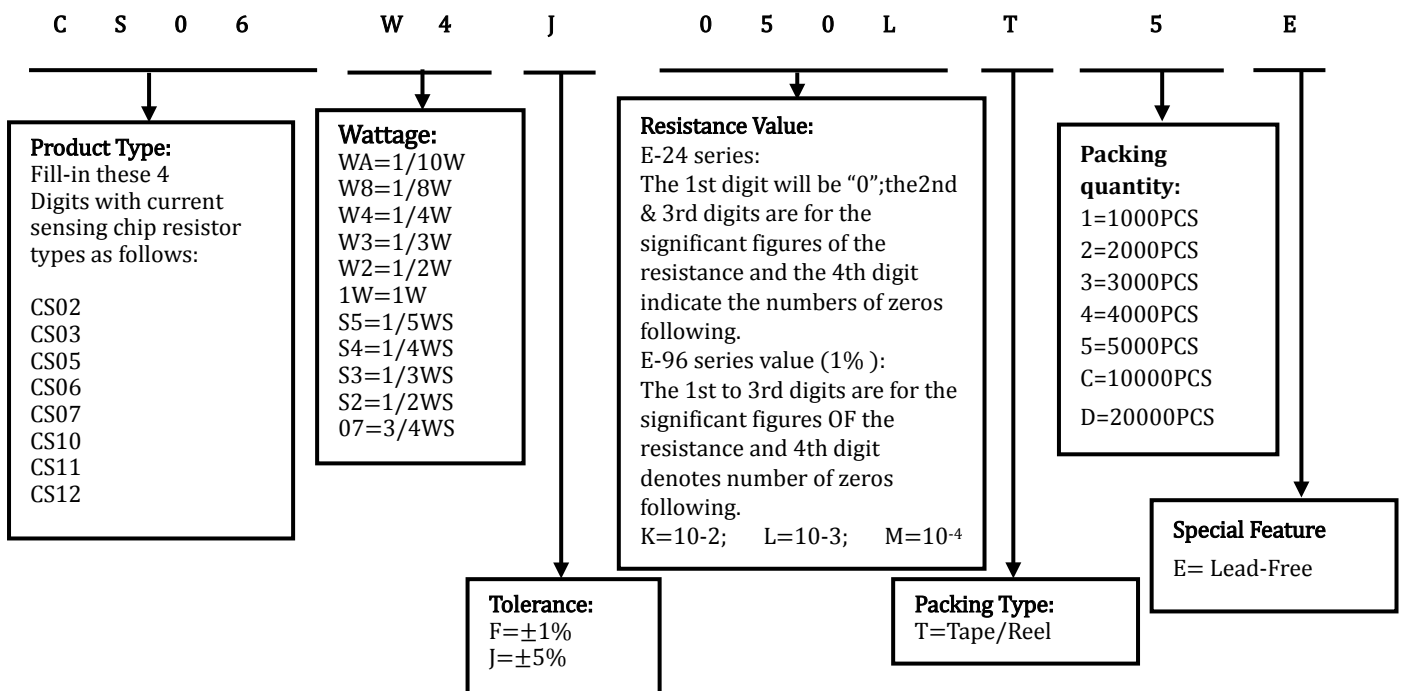 C S 0 6 W 4 J 0 5 0 L T 5 E
Product Type:
Fill-in these 4
Digits with current
sensing chip resistor
types as follows:
CS02
CS03
CS05
CS06
CS07
CS10
CS11
CS12
Wattage:
WA=1/10W
W8=1/8W
W4=1/4W
W3=1/3W
W2=1/2W
1W=1W
S5=1/5WS
S4=1/4WS
S3=1/3WS
S2=1/2WS
07=3/4WS
Tolerance:
F=±1%
J=±5%
Resistance Value:
E-24 series:
The 1st digit will be “0”;the2nd
& 3rd digits are for the
significant figures of the
resistance and the 4th digit
indicate the numbers of zeros
following.
E-96 series value (1% ):
The 1st to 3rd digits are for the
significant figures OF the
resistance and 4th digit
denotes number of zeros
following.
K=10-2; L=10-3; M=10-4
Packing Type:
T=Tape/Reel
Packing
quantity:
1=1000PCS
2=2000PCS
3=3000PCS
4=4000PCS
5=5000PCS
C=10000PCS
D=20000PCS
Special Feature
E= Lead-Free